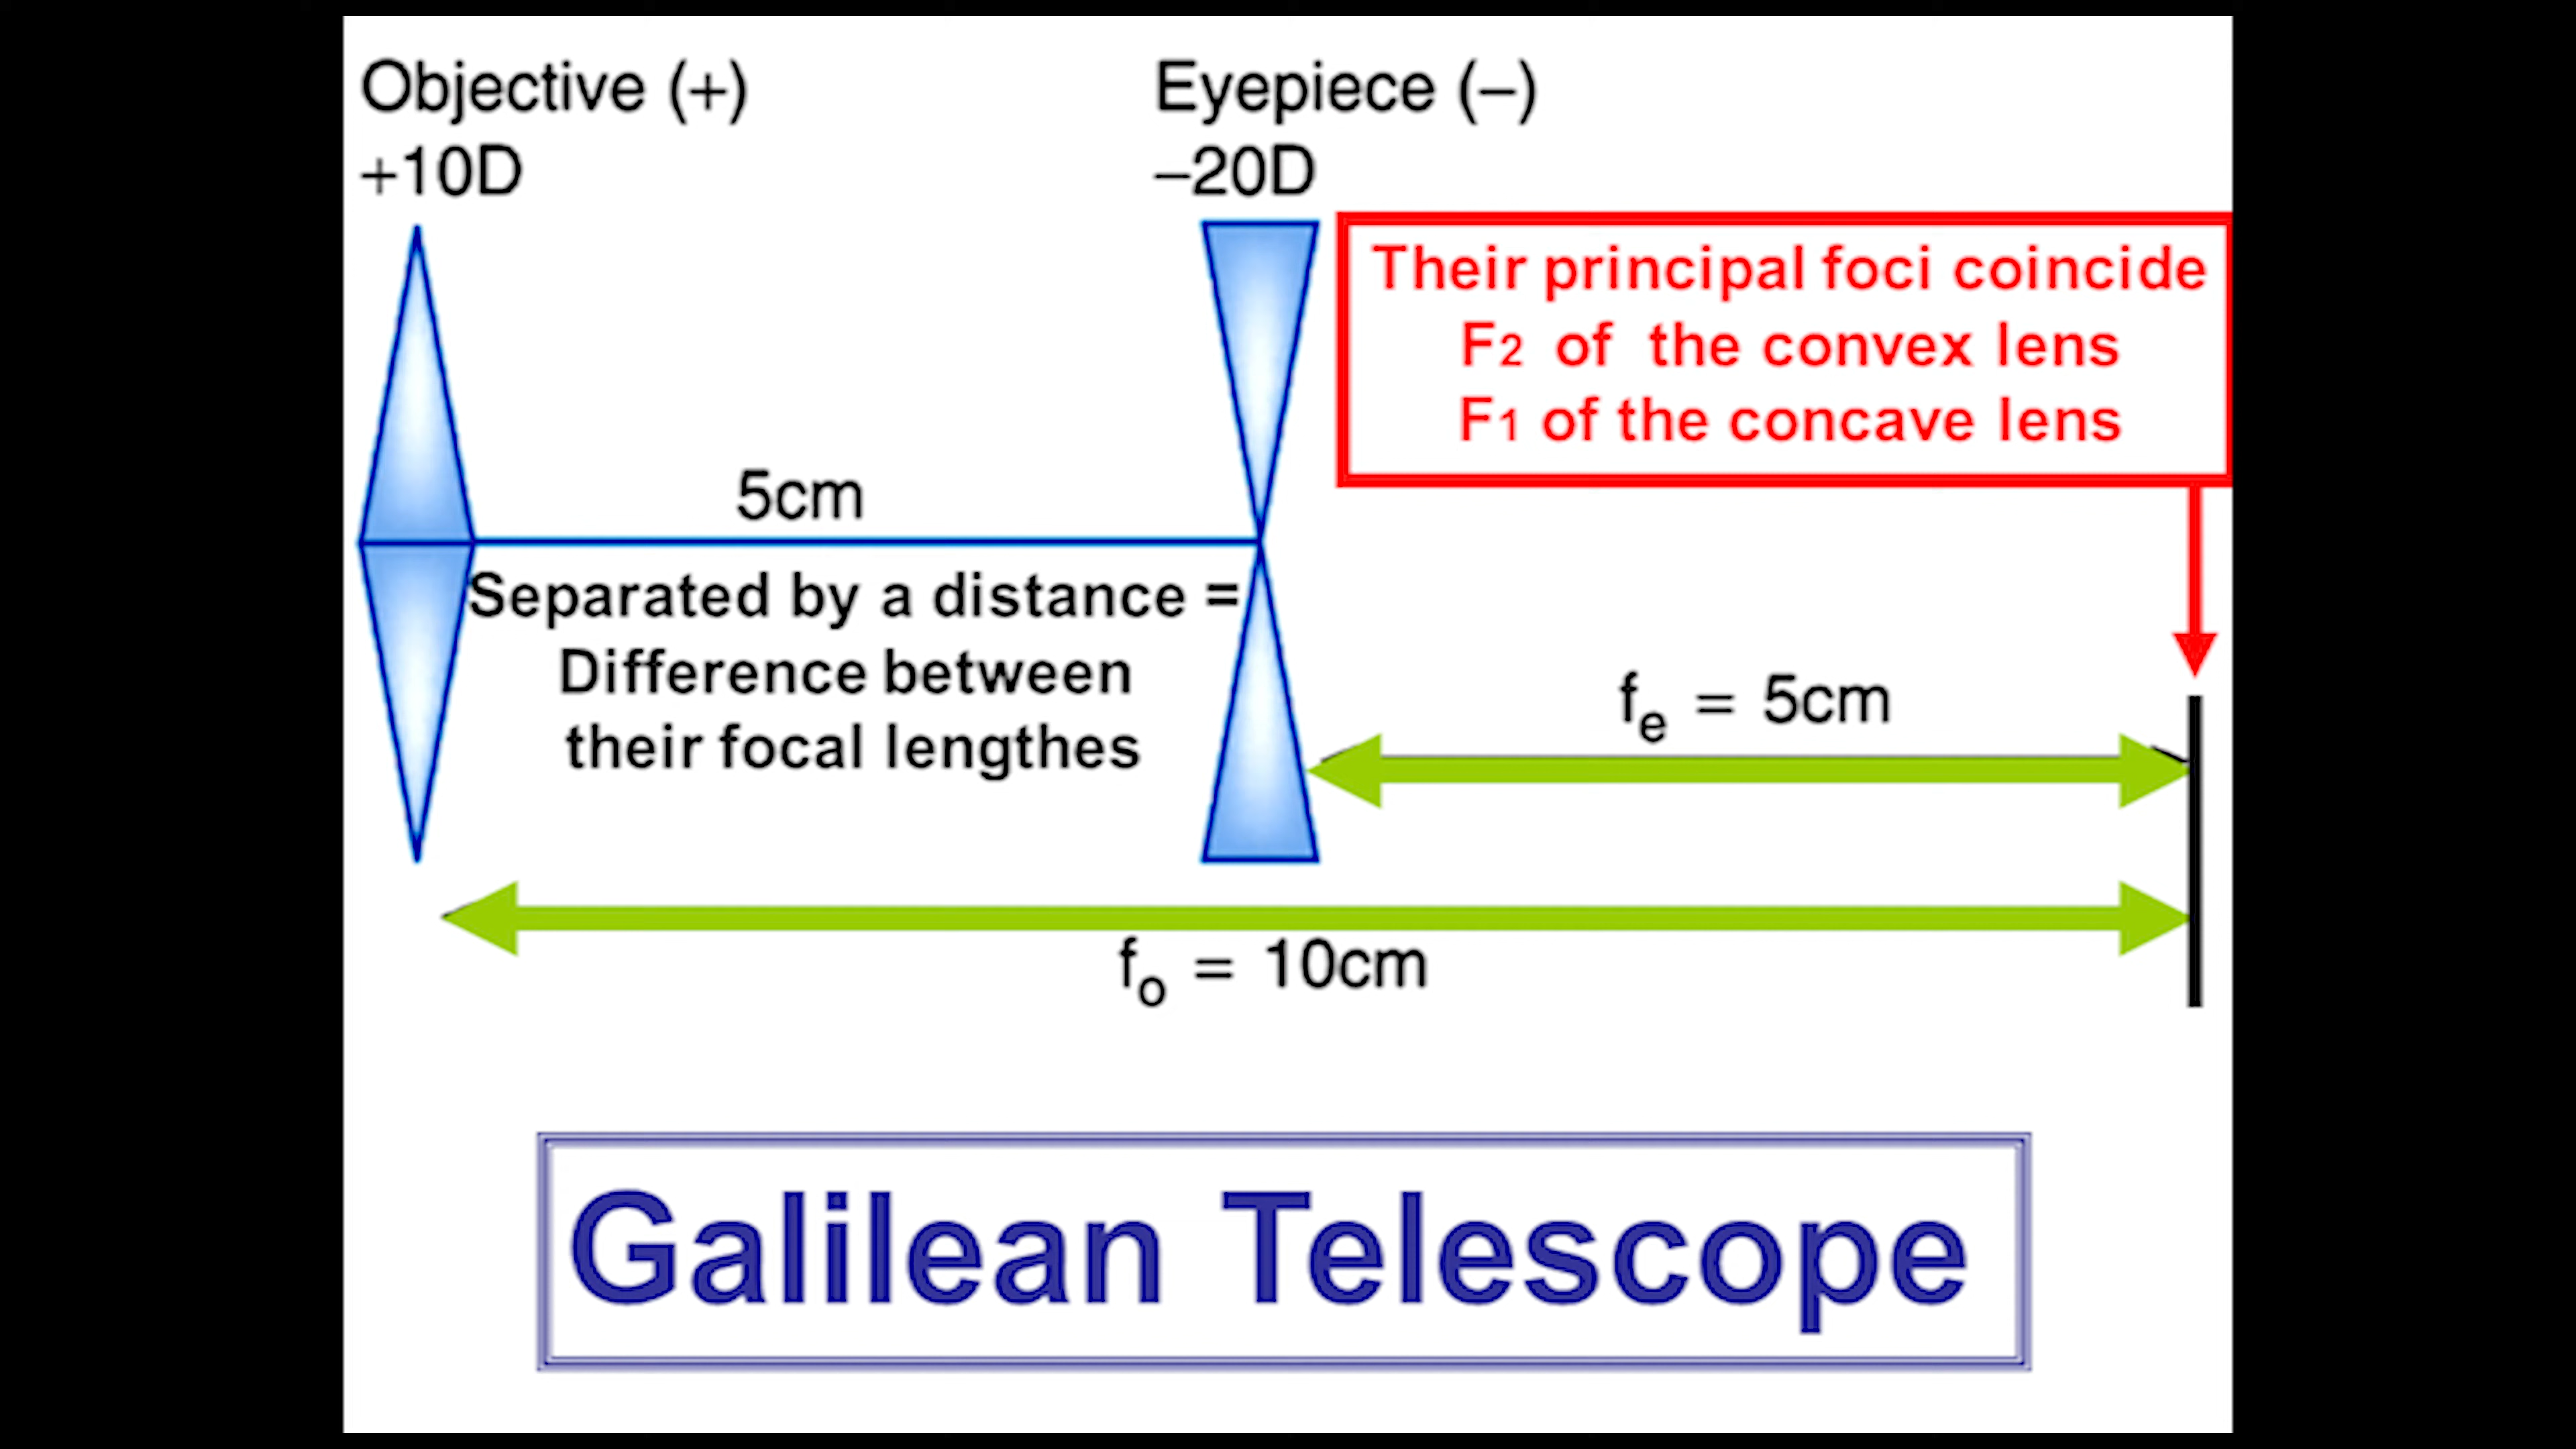 Objective (+)
+10D
Eyepiece (–)
–20D
Their principal foci coincide
F2 of the convex lens
F1 of the concave lens
5cm
Separated by a distance =
Difference between
their focal lengthes
fe = 5cm
fo = 10cm
Galilean Telescope